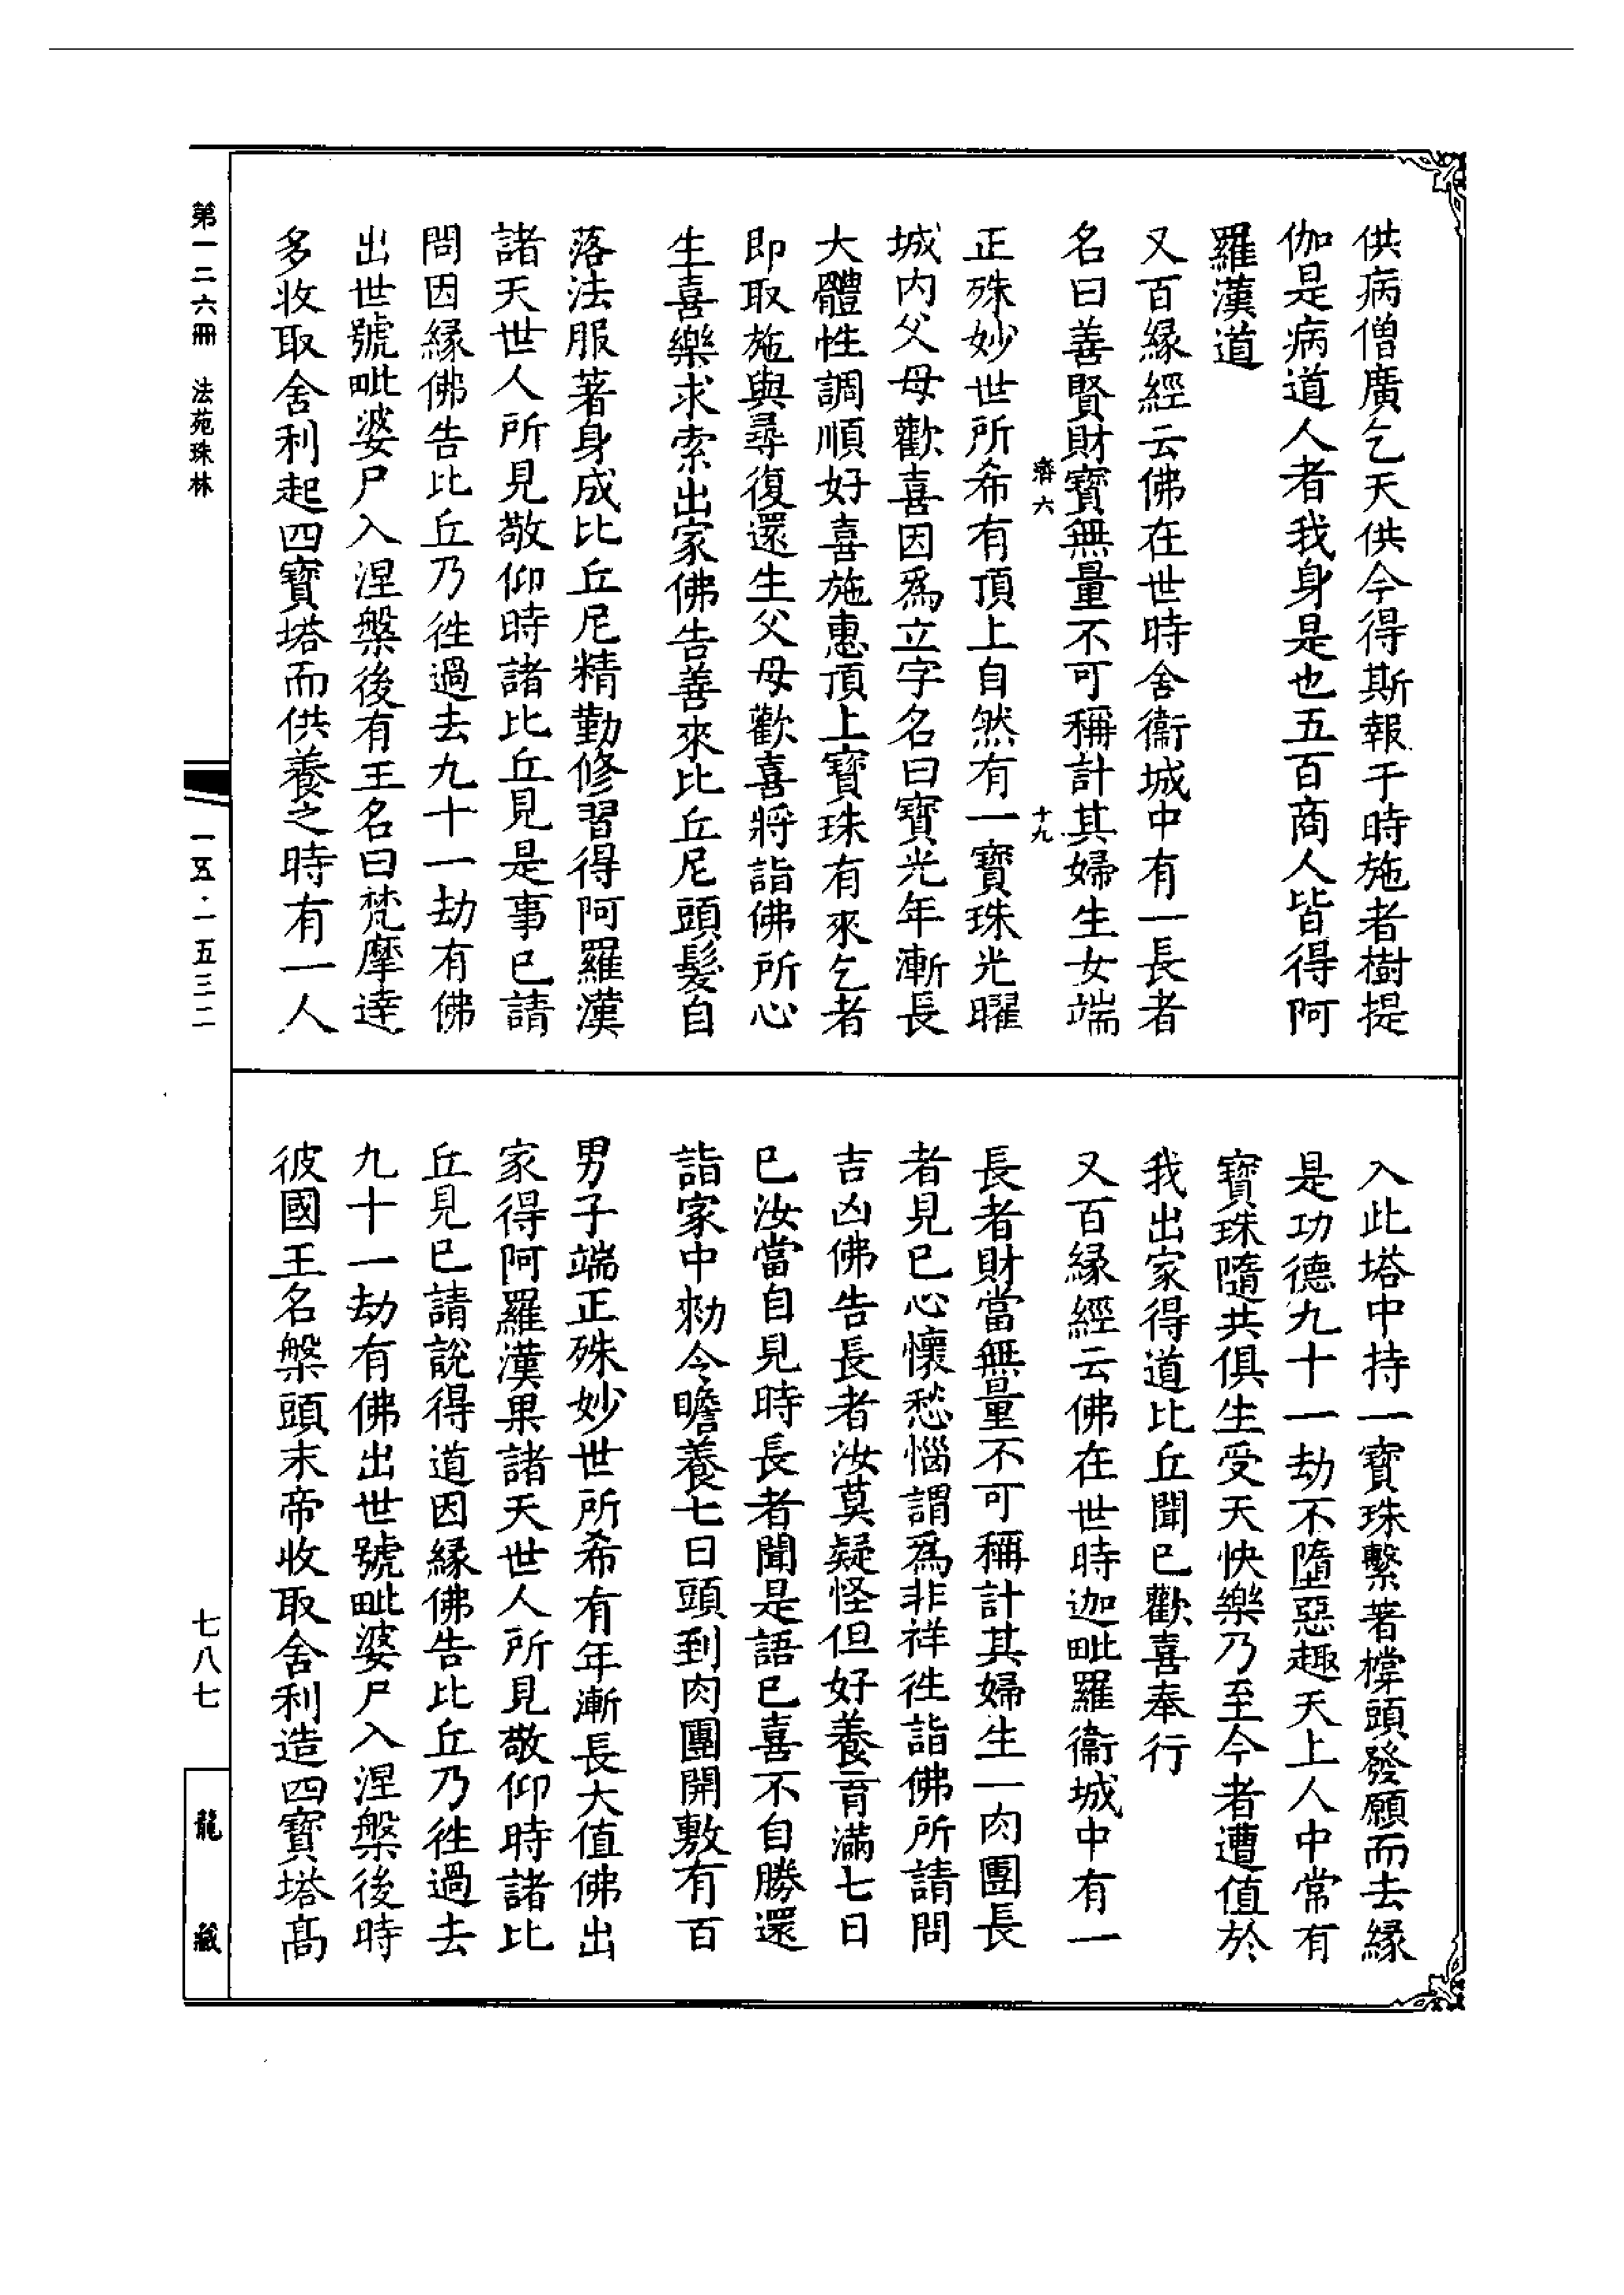 供病僧廣乞天供今得斯報于時施者樹提
伽是病道人者我身是也五百商人皆得阿
羅漢道
又百緣經云佛在世時舍衞城中有一長者
名曰善賢財寶無量不可稱計其婦生女端
濟六　十九
正殊妙世所希有頂上自然有一寶珠光曜
城内父母歡喜因爲立字名曰寶光年漸長
大體性調順好喜施惠頂上寶珠有來乞者
即取施與尋復還生父母歡喜將詣佛所心
生喜樂求索出家佛告善來比丘尼頭髮自
落法服著身成比丘尼精勤修習得阿羅漢
諸天世人所見敬仰時諸比丘見是事已請
問因緣佛告比丘乃徃過去九十一劫有佛
出世號毗婆尸入涅槃後有王名曰梵摩達
多收取舍利起四寶塔而供養之時有一人
入此塔中持一寶珠繫著橕頭發願而去緣
是功德九十一劫不墮惡趣天上人中常有
寶珠隨共俱生受天快樂乃至今者遭值於
我出家得道比丘聞已歡喜奉行
又百緣經云佛在世時迦毗羅衞城中有一
長者財當無量不可稱計其婦生一肉團長
者見已心懷愁惱謂爲非祥徃詣佛所請問
吉凶佛告長者汝莫疑怪但好養育滿七日
已汝當自見時長者聞是語已喜不自勝還
詣家中勑令瞻養七日頭到肉團開敷有百
男子端正殊妙世所希有年漸長大值佛出
家得阿羅漢果諸天世人所見敬仰時諸比
丘見已請說得道因緣佛告比丘乃徃過去
九十一劫有佛出世號毗婆尸入涅槃後時
彼國王名槃頭末帝收取舍利造四寶塔髙
第一二六冊　法苑珠林
一五·一五三二
七八七
龍藏